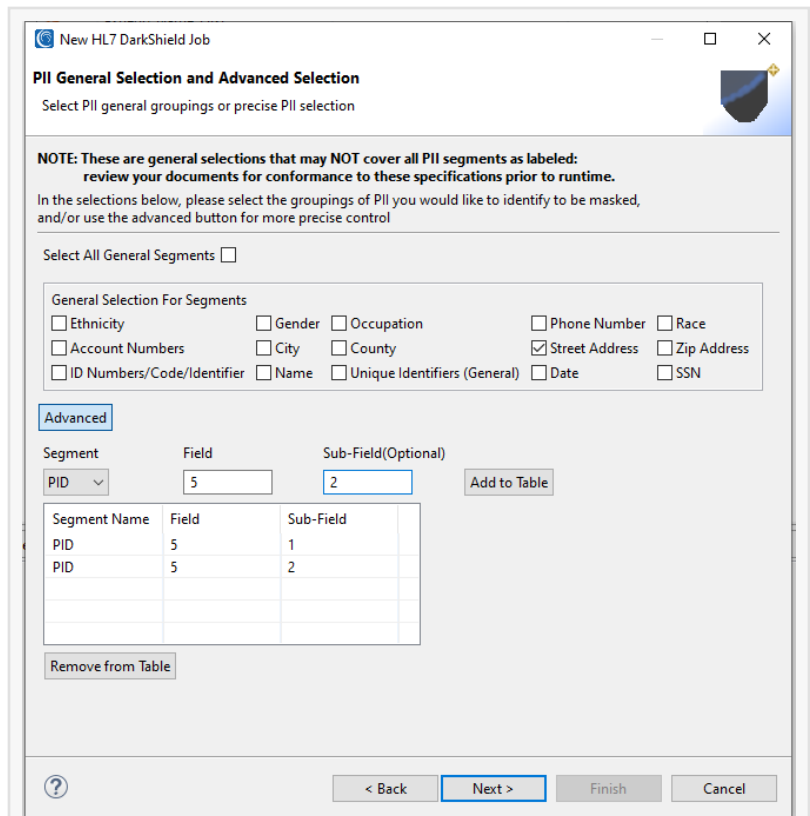 New HL7 DarkShield Job
PII General Selection and Advanced Selection
Select PII general groupings or precise PII selection
NOTE: These are general selections that may NOT cover all PII segments as labeled:
review your documents for conformance to these specifications prior to runtime.
In the selections below, please select the groupings of PII you would like to identify to be masked,
and/or use the advanced button for more precise control
Select All General Segments
General Selection For Segments
Ethnicity Gender Occupation Phone Number Race
Account Numbers City County Street Address Zip Address
ID Numbers/Code/Identifier Name Unique Identifiers (General) Date SSN
Advanced
Segment Field Sub-Field(Optional)
PID 5 2 Add to Table
Segment Name Field Sub-Field
PID 5 1
PID 5 2
Remove from Table
? < Back Next > Finish Cancel